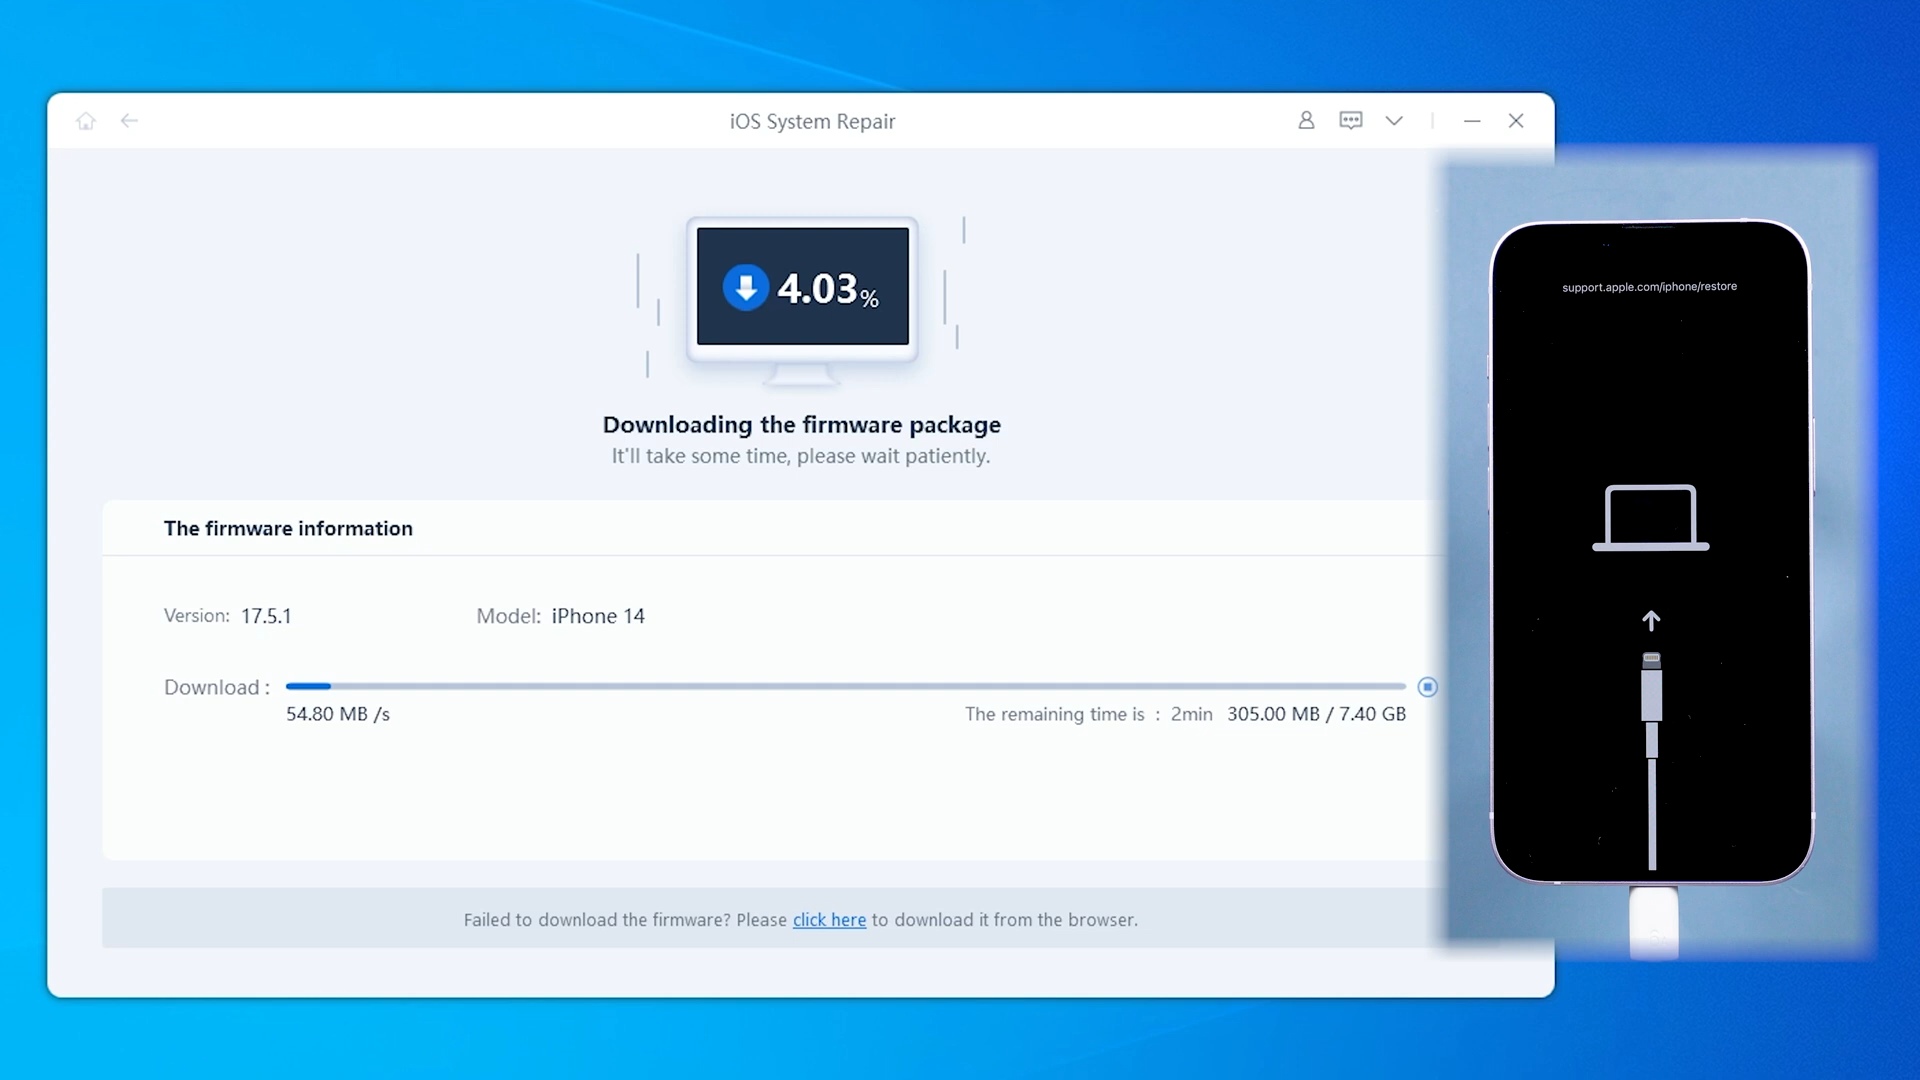 iOS System Repair
4.03%
Downloading the firmware package
It'll take some time, please wait patiently.
The firmware information
Version: 17.5.1
Model: iPhone 14
Download :
54.80 MB /s
The remaining time is : 2min 305.00 MB / 7.40 GB
Failed to download the firmware? Please click here to download it from the browser.
support.apple.com/iphone/restore